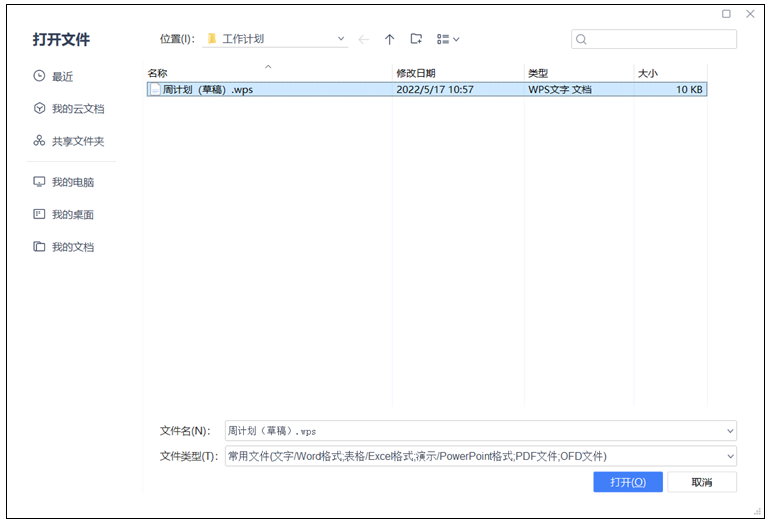 打开文件
位置(I)： 工作计划
最近
我的云文档
共享文件夹
我的电脑
我的桌面
我的文档
名称 修改日期 类型 大小
周计划（草稿）.wps 2022/5/17 10:57 WPS文字 文档 10 KB
文件名(N)： 周计划（草稿）.wps
文件类型(T)： 常用文件(文字/Word格式;表格/Excel格式;演示/PowerPoint格式;PDF文件;OFD文件)
打开(O) 取消